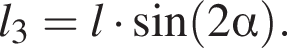 l₃ = l · sin(2α).